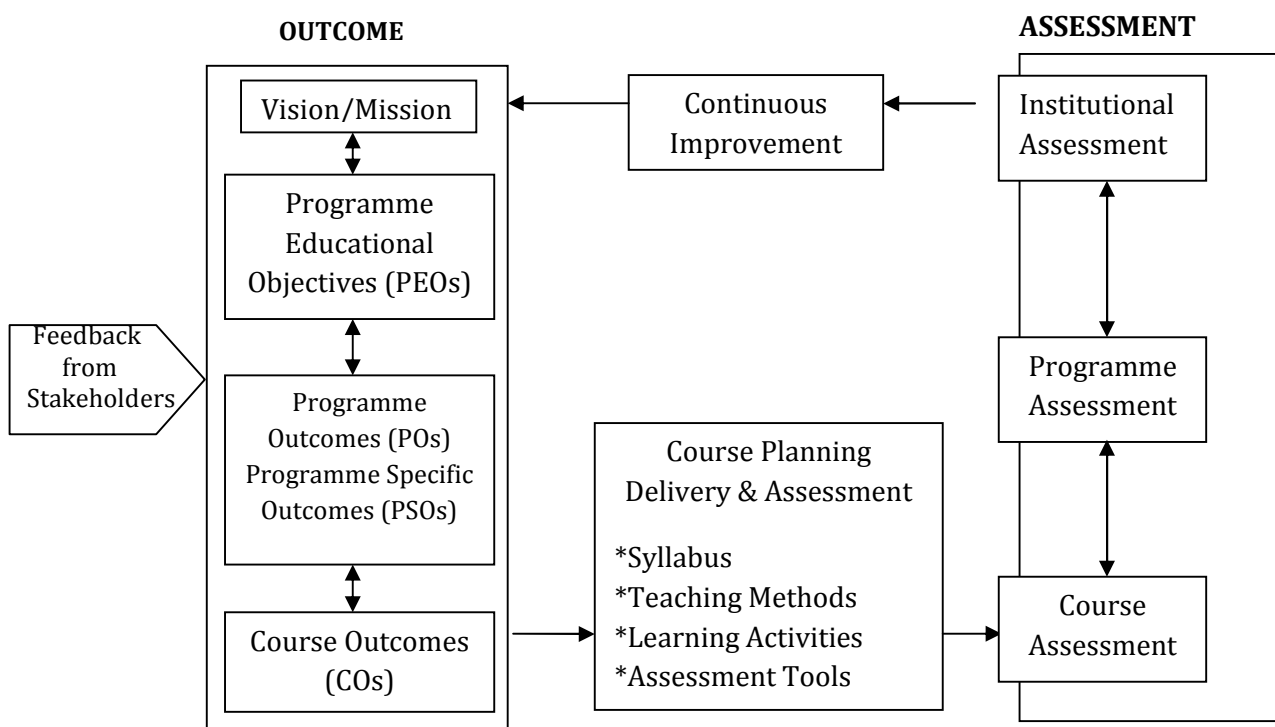 OUTCOME
ASSESSMENT
Vision/Mission
Continuous
Improvement
Institutional
Assessment
Programme
Educational
Objectives (PEOs)
Feedback
from
Stakeholders
Programme
Outcomes (POs)
Programme Specific
Outcomes (PSOs)
Programme
Assessment
Course Planning
Delivery & Assessment
*Syllabus
*Teaching Methods
*Learning Activities
*Assessment Tools
Course Outcomes
(COs)
Course
Assessment